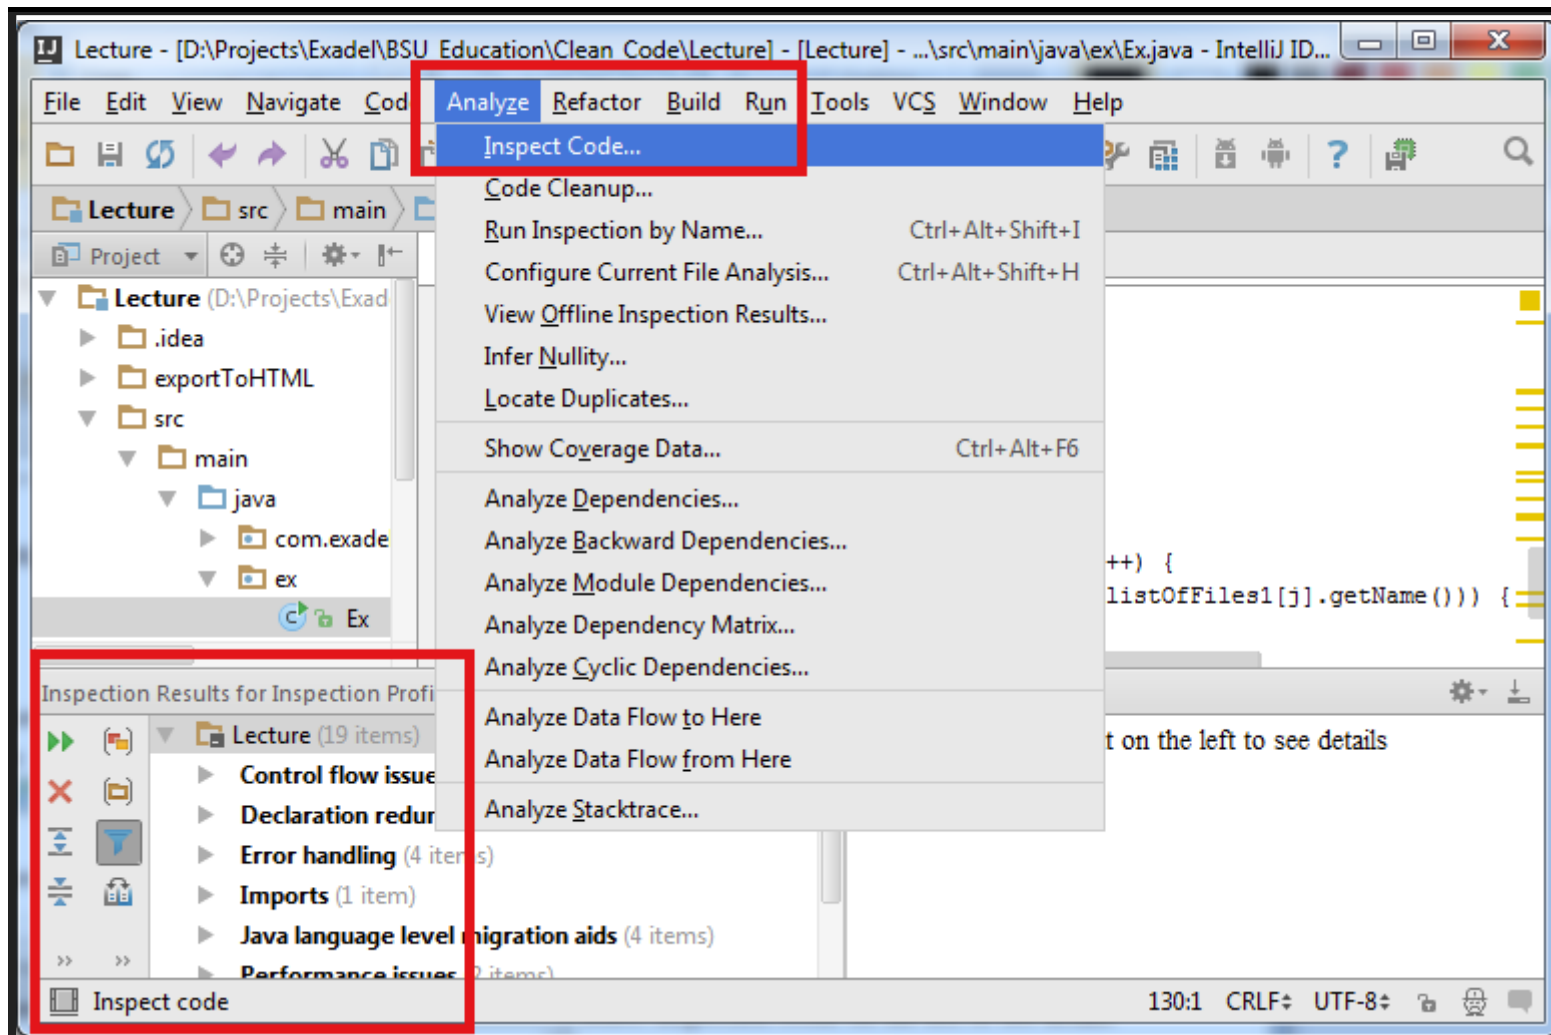 Lecture - [D:\Projects\Exadel\BSU_Education\Clean_Code\Lecture] - [Lecture] - ...\src\main\java\ex\Ex.java - IntelliJ ID...
File Edit View Navigate Cod Analyze Refactor Build Run Tools VCS Window Help
Inspect Code...
Code Cleanup...
Run Inspection by Name... Ctrl+Alt+Shift+I
Configure Current File Analysis... Ctrl+Alt+Shift+H
View Offline Inspection Results...
Infer Nullity...
Locate Duplicates...
Show Coverage Data... Ctrl+Alt+F6
Analyze Dependencies...
Analyze Backward Dependencies...
Analyze Module Dependencies...
Analyze Dependency Matrix...
Analyze Cyclic Dependencies...
Analyze Data Flow to Here
Analyze Data Flow from Here
Analyze Stacktrace...
Lecture src main
Project
Lecture (D:\Projects\Exad
.idea
exportToHTML
src
main
java
com.exade
ex
Ex
++) {
listOfFiles1[j].getName())) {
Inspection Results for Inspection Profi
Lecture (19 items)
Control flow issue
Declaration redur
Error handling (4 items)
Imports (1 item)
Java language level migration aids (4 items)
Performance issues (2 items)
t on the left to see details
Inspect code
130:1 CRLF UTF-8